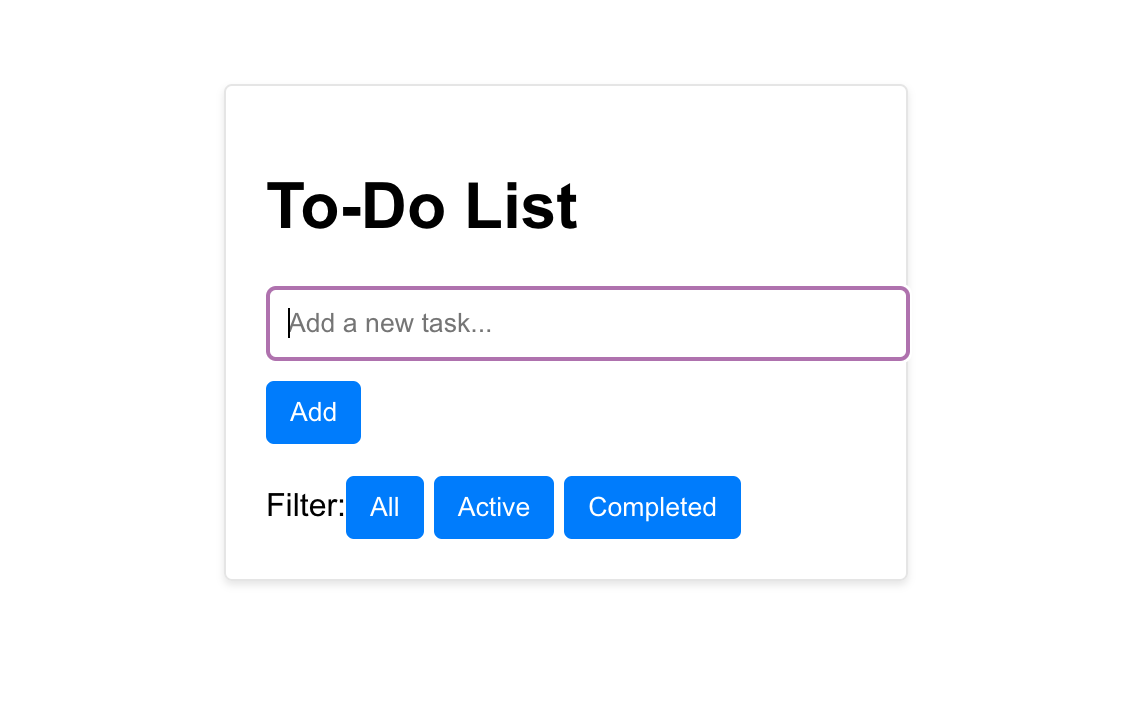 To-Do List
Add a new task...
Add
Filter: All Active Completed